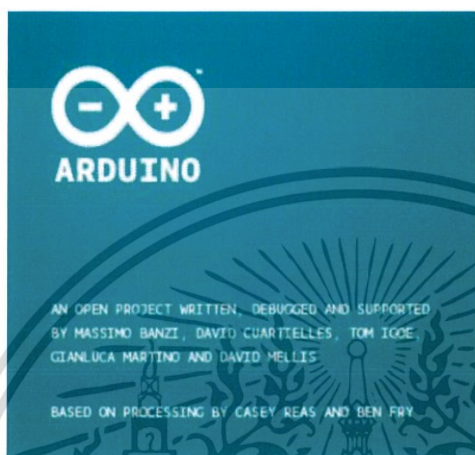 ARDUINO
AN OPEN PROJECT WRITTEN, DEBUGGED AND SUPPORTED
BY MASSIMO BANZI, DAVID CUARTIELLES, TOM IGOE,
GIANLUCA MARTINO AND DAVID MELLIS
BASED ON PROCESSING BY CASEY REAS AND BEN FRY